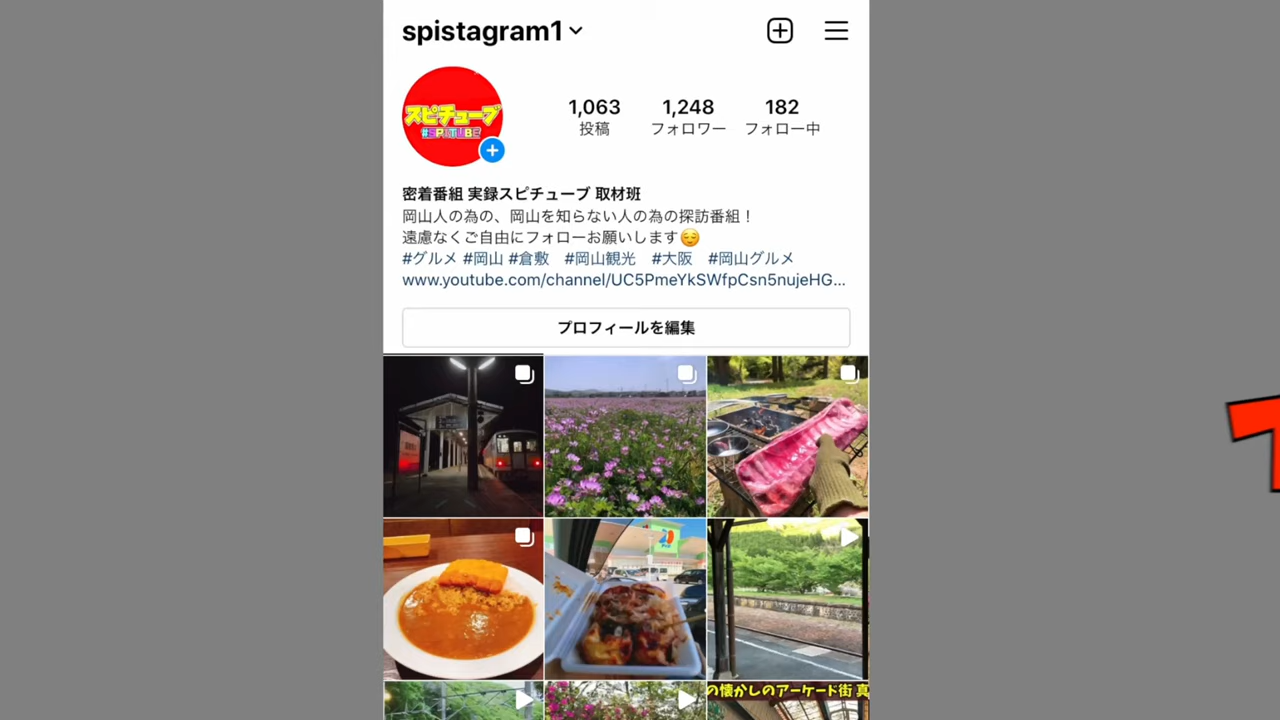 spistagram1
スピチューブ
#SPITUBE
1,063
投稿
1,248
フォロワー
182
フォロー中
密着番組 実録スピチューブ 取材班
岡山人の為の、岡山を知らない人の為の探訪番組！
遠慮なくご自由にフォローお願いします😌
#グルメ #岡山 #倉敷　#岡山観光　#大阪　#岡山グルメ
www.youtube.com/channel/UC5PmeYkSWfpCsn5nujeHG...
プロフィールを編集
の懐かしのアーケード街 真